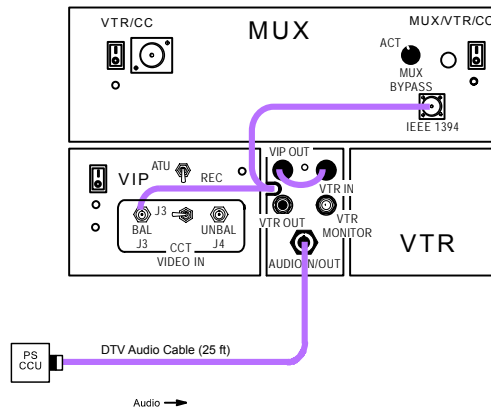 VTR/CC
MUX
MUX/VTR/CC
ACT
MUX
BYPASS
IEEE 1394
VIP
ATU
REC
VIP OUT
VTR IN
J3
BAL
J3
CCT
UNBAL
J4
VIDEO IN
VTR OUT
VTR
MONITOR
AUDIO IN/OUT
VTR
PS
CCU
DTV Audio Cable (25 ft)
Audio